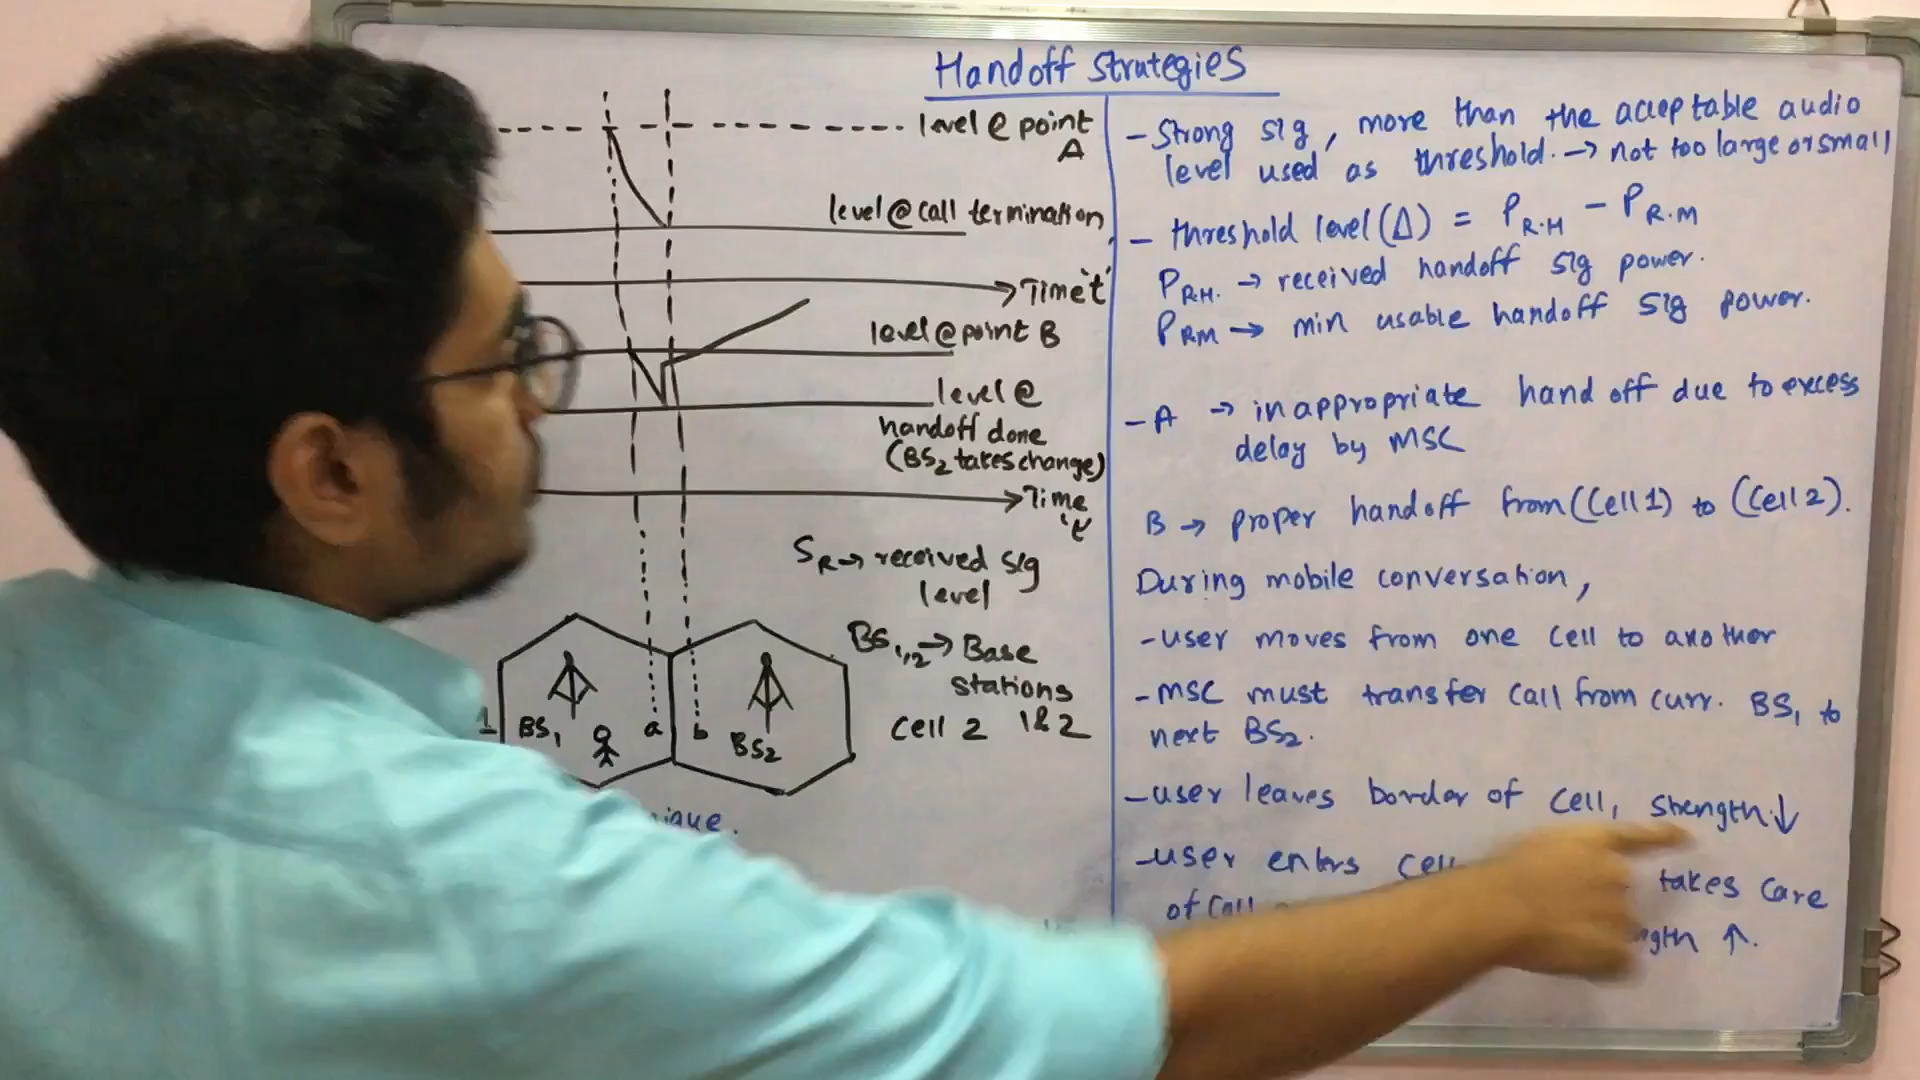 Handoff Strategies
level @ point
A
level @ call termination
Time 't'
level @ point B
level @
handoff done
(BS2 takes change)
Time
't'
SR → received sig
level
BS1,2 → Base
stations
1 & 2
Cell 2
1
BS1
a
b
BS2
- Strong sig, more than the acceptable audio
level used as threshold. → not too large or small
- threshold level (Δ) = PR.H - PR.M
PR.H. → received handoff sig power.
PRM → min usable handoff sig power.
- A → inappropriate hand off due to excess
delay by MSC
B → proper handoff from (Cell 1) to (Cell 2).
During mobile conversation,
- user moves from one cell to another
- MSC must transfer call from curr. BS1 to
next BS2.
- user leaves border of cell, strength ↓
- user enters takes care
of call
↑.